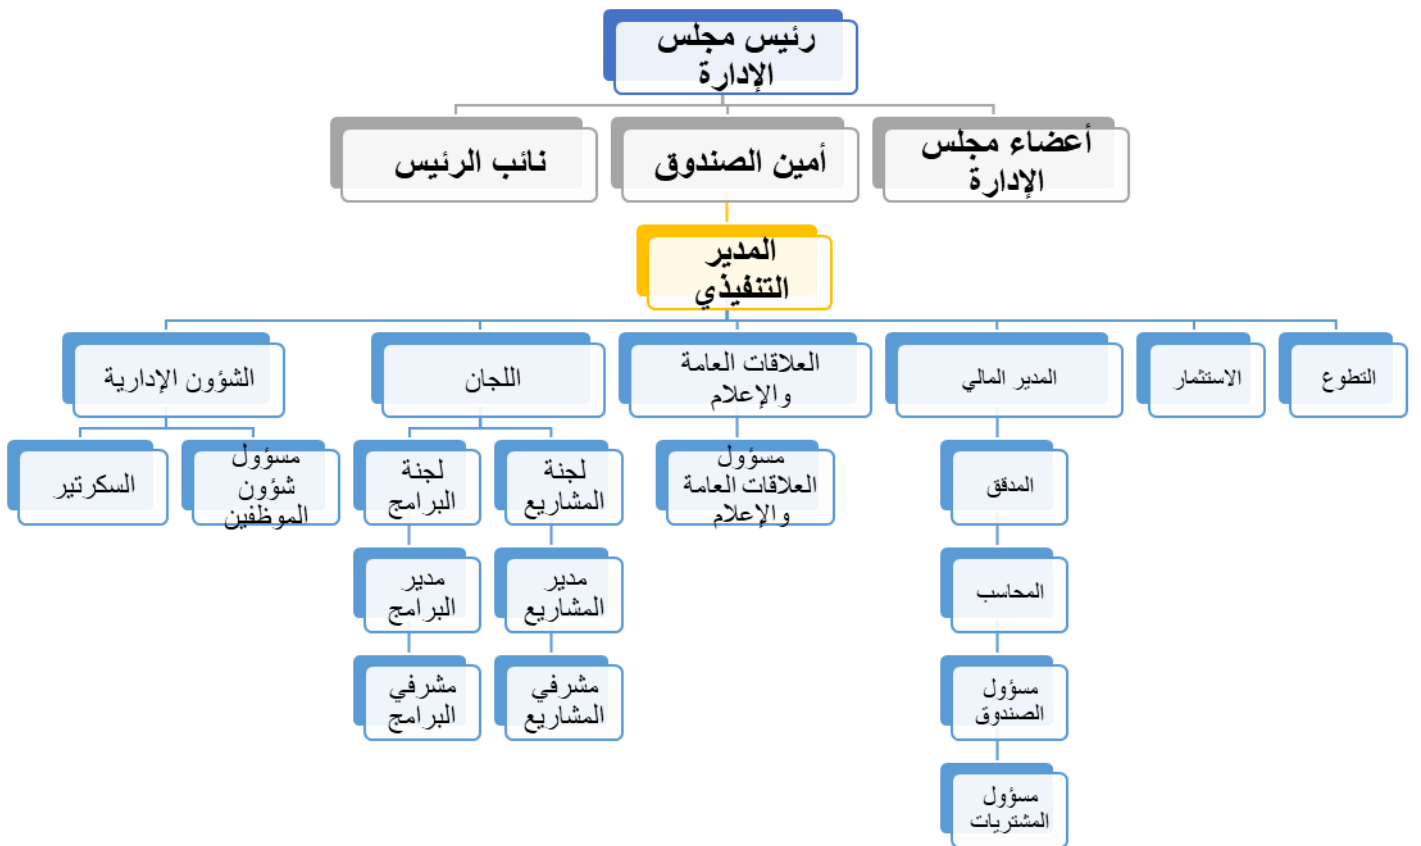 رئيس مجلس
الإدارة
أعضاء مجلس
الإدارة
أمين الصندوق
نائب الرئيس
المدير
التنفيذي
التطوع
الاستثمار
المدير المالي
العلاقات العامة
والإعلام
اللجان
الشؤون الإدارية
المدقق
مسؤول
العلاقات العامة
والإعلام
لجنة
المشاريع
لجنة
البرامج
مسؤول
شؤون
الموظفين
السكرتير
المحاسب
مدير
المشاريع
مدير
البرامج
مسؤول
الصندوق
مشرفي
المشاريع
مشرفي
البرامج
مسؤول
المشتريات